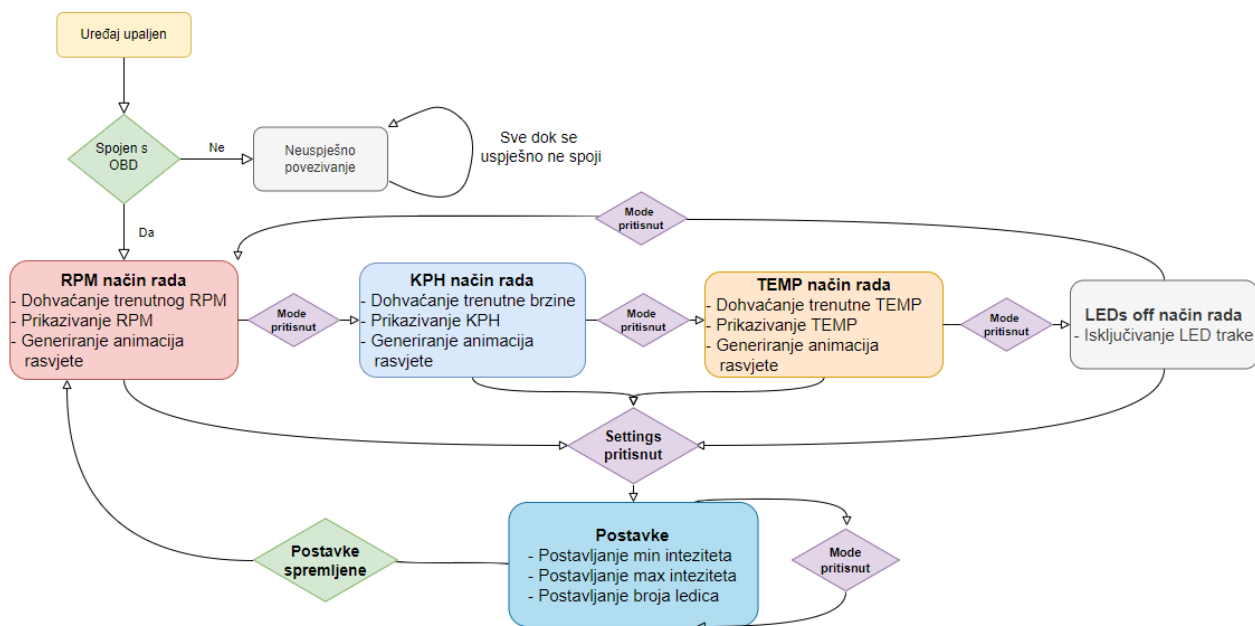 Uređaj upaljen
Spojen s
OBD
Ne
Neuspješno
povezivanje
Sve dok se
uspješno ne spoji
Da
Mode
pritisnut
RPM način rada
- Dohvaćanje trenutnog RPM
- Prikazivanje RPM
- Generiranje animacija
rasvjete
Mode
pritisnut
KPH način rada
- Dohvaćanje trenutne brzine
- Prikazivanje KPH
- Generiranje animacija
rasvjete
Mode
pritisnut
TEMP način rada
- Dohvaćanje trenutne TEMP
- Prikazivanje TEMP
- Generiranje animacija
rasvjete
Mode
pritisnut
LEDs off način rada
- Isključivanje LED trake
Settings
pritisnut
Postavke
spremljene
Postavke
- Postavljanje min inteziteta
- Postavljanje max inteziteta
- Postavljanje broja ledica
Mode
pritisnut